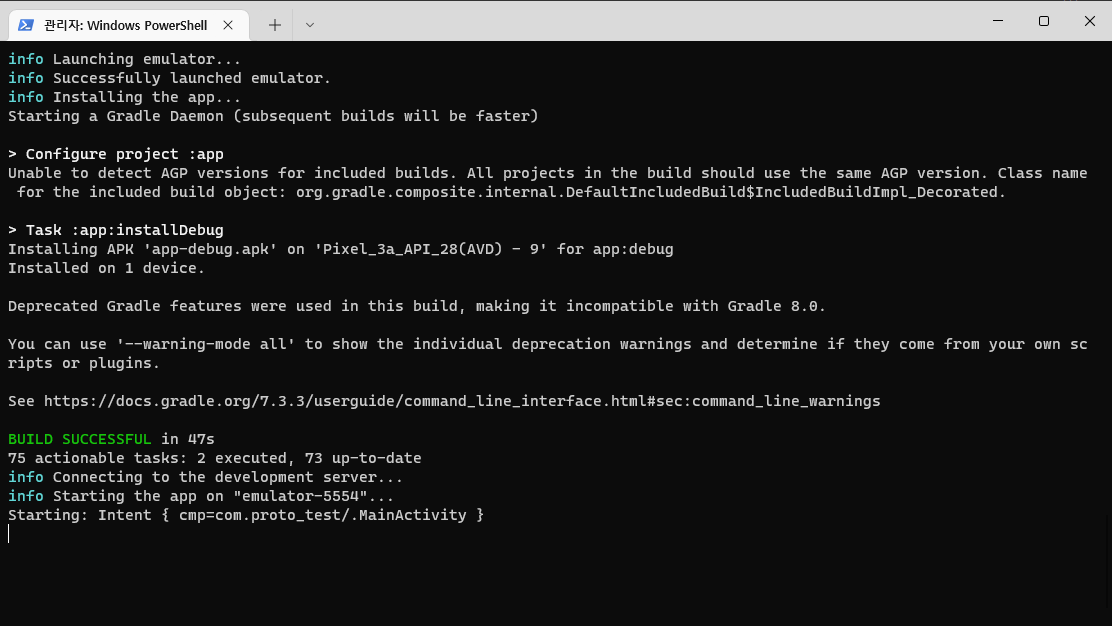 관리자: Windows PowerShell
info Launching emulator...
info Successfully launched emulator.
info Installing the app...
Starting a Gradle Daemon (subsequent builds will be faster)
> Configure project :app
Unable to detect AGP versions for included builds. All projects in the build should use the same AGP version. Class name
for the included build object: org.gradle.composite.internal.DefaultIncludedBuild$IncludedBuildImpl_Decorated.
> Task :app:installDebug
Installing APK 'app-debug.apk' on 'Pixel_3a_API_28(AVD) - 9' for app:debug
Installed on 1 device.
Deprecated Gradle features were used in this build, making it incompatible with Gradle 8.0.
You can use '--warning-mode all' to show the individual deprecation warnings and determine if they come from your own sc
ripts or plugins.
See https://docs.gradle.org/7.3.3/userguide/command_line_interface.html#sec:command_line_warnings
BUILD SUCCESSFUL in 47s
75 actionable tasks: 2 executed, 73 up-to-date
info Connecting to the development server...
info Starting the app on "emulator-5554"...
Starting: Intent { cmp=com.proto_test/.MainActivity }